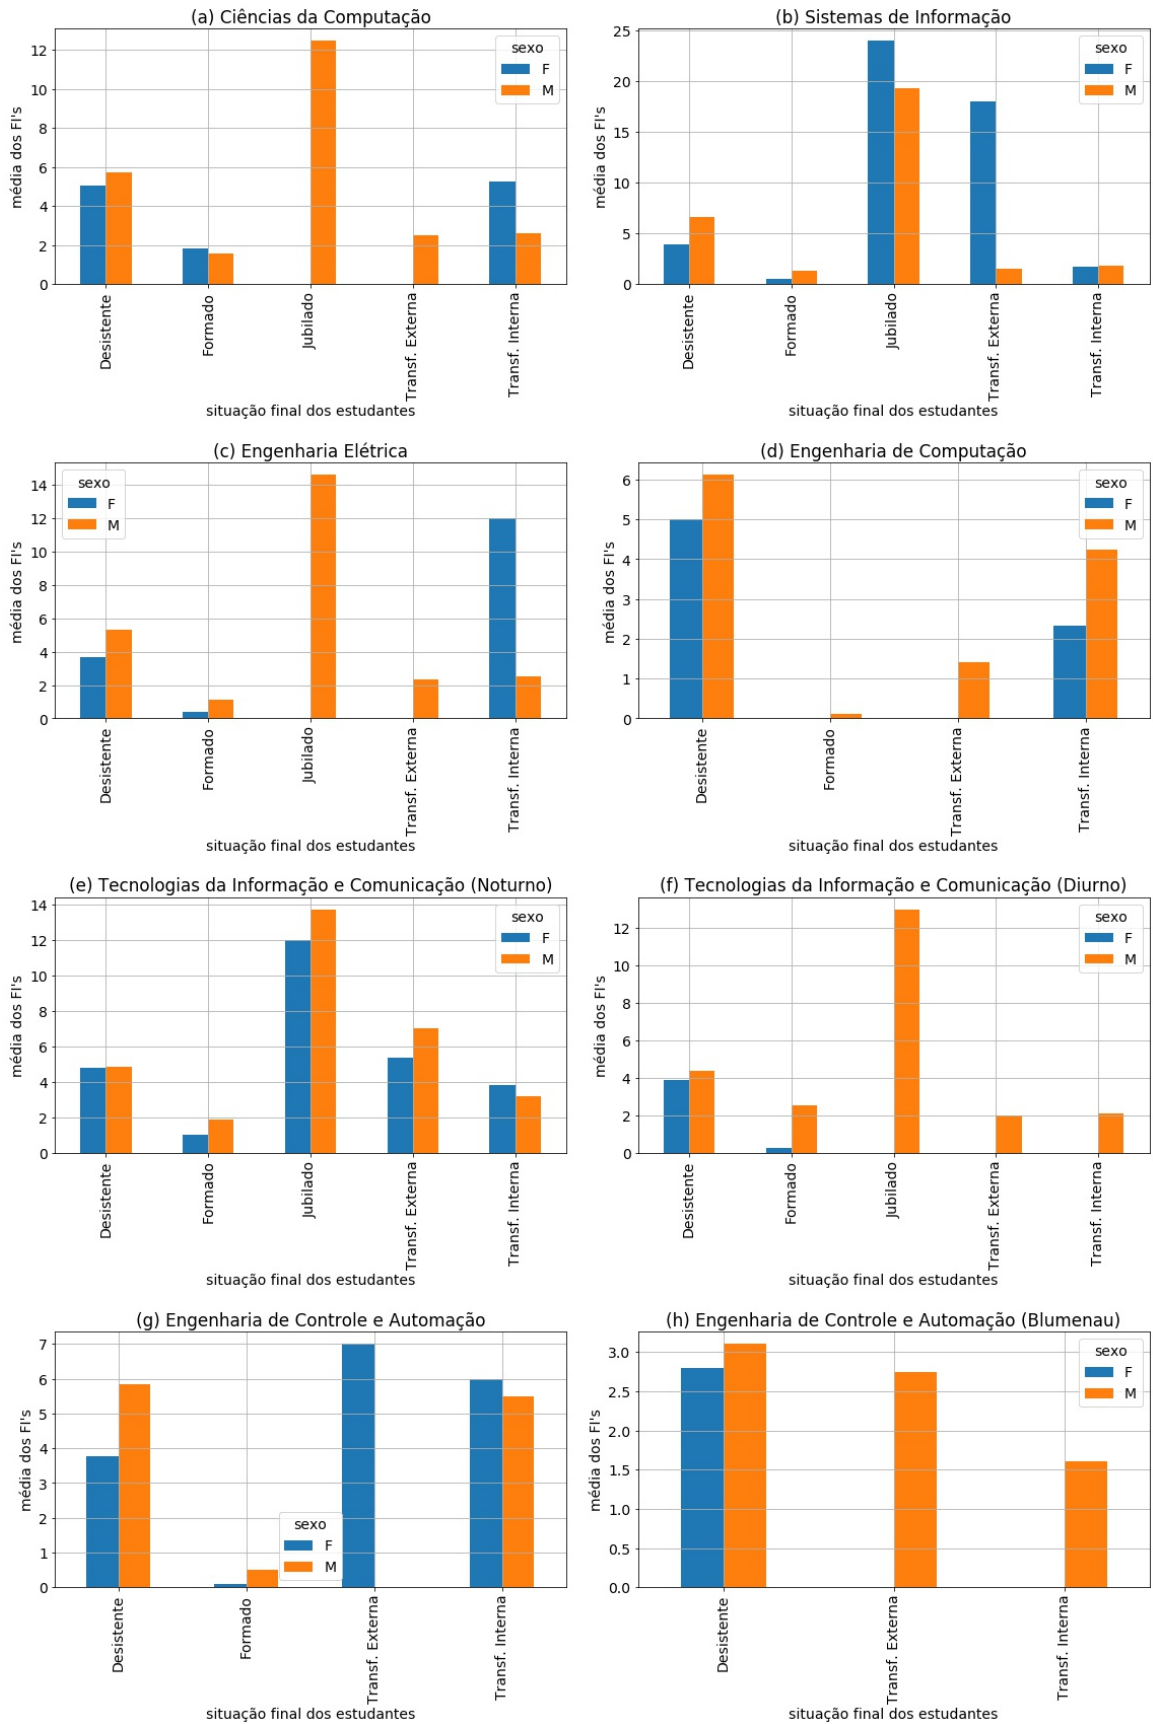 (a) Ciências da Computação
sexo
F
M
média dos FI's
12
10
8
6
4
2
0
Desistente
Formado
Jubilado
Transf. Externa
Transf. Interna
situação final dos estudantes
(b) Sistemas de Informação
sexo
F
M
média dos FI's
25
20
15
10
5
0
Desistente
Formado
Jubilado
Transf. Externa
Transf. Interna
situação final dos estudantes
(c) Engenharia Elétrica
sexo
F
M
média dos FI's
14
12
10
8
6
4
2
0
Desistente
Formado
Jubilado
Transf. Externa
Transf. Interna
situação final dos estudantes
(d) Engenharia de Computação
sexo
F
M
média dos FI's
6
5
4
3
2
1
0
Desistente
Formado
Transf. Externa
Transf. Interna
situação final dos estudantes
(e) Tecnologias da Informação e Comunicação (Noturno)
sexo
F
M
média dos FI's
14
12
10
8
6
4
2
0
Desistente
Formado
Jubilado
Transf. Externa
Transf. Interna
situação final dos estudantes
(f) Tecnologias da Informação e Comunicação (Diurno)
sexo
F
M
média dos FI's
12
10
8
6
4
2
0
Desistente
Formado
Jubilado
Transf. Externa
Transf. Interna
situação final dos estudantes
(g) Engenharia de Controle e Automação
sexo
F
M
média dos FI's
7
6
5
4
3
2
1
0
Desistente
Formado
Transf. Externa
Transf. Interna
situação final dos estudantes
(h) Engenharia de Controle e Automação (Blumenau)
sexo
F
M
média dos FI's
3.0
2.5
2.0
1.5
1.0
0.5
0.0
Desistente
Transf. Externa
Transf. Interna
situação final dos estudantes